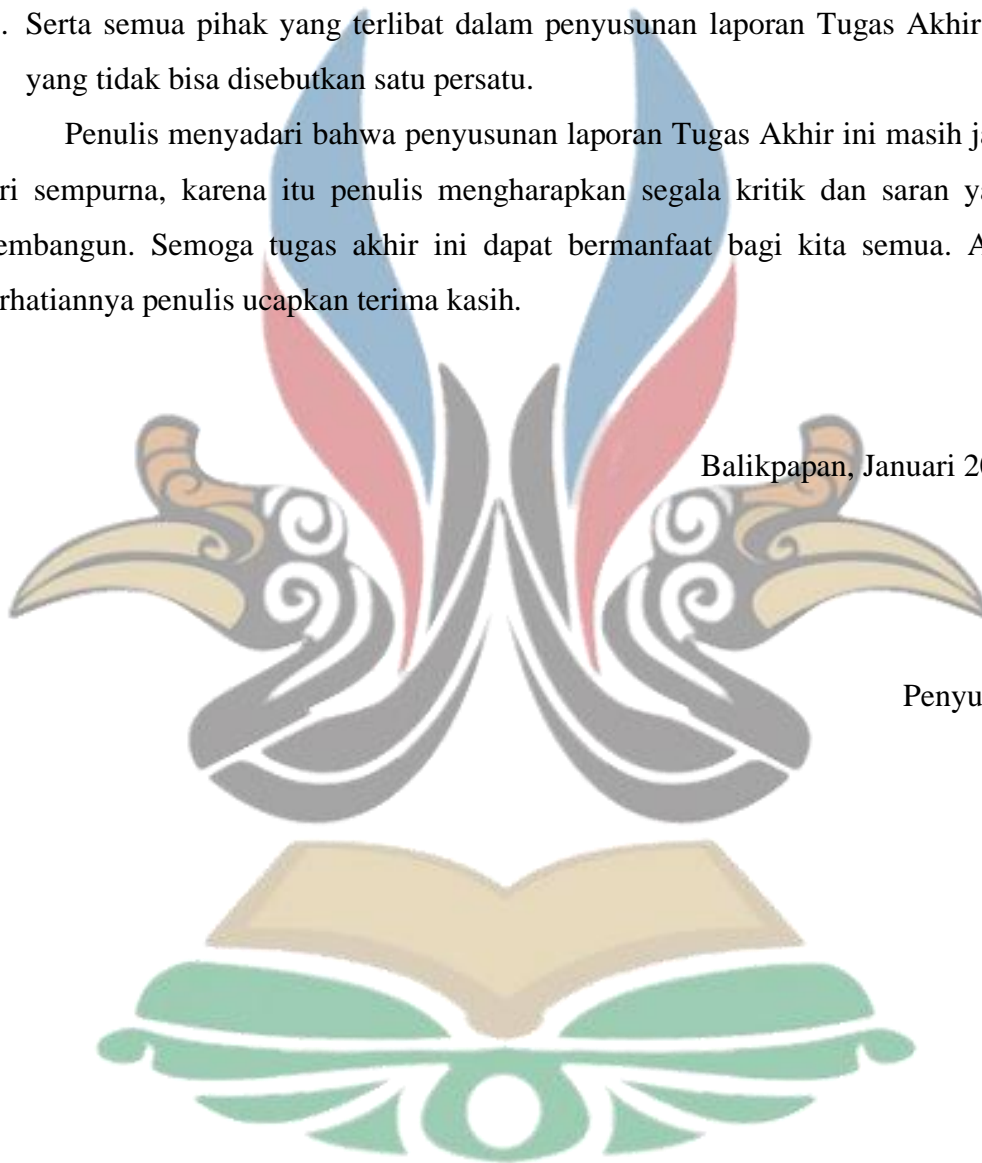 . Serta semua pihak yang terlibat dalam penyusunan laporan Tugas Akhir
yang tidak bisa disebutkan satu persatu.
Penulis menyadari bahwa penyusunan laporan Tugas Akhir ini masih ja
ri sempurna, karena itu penulis mengharapkan segala kritik dan saran ya
embangun. Semoga tugas akhir ini dapat bermanfaat bagi kita semua. A
rhatiannya penulis ucapkan terima kasih.
Balikpapan, Januari 20
Penyu